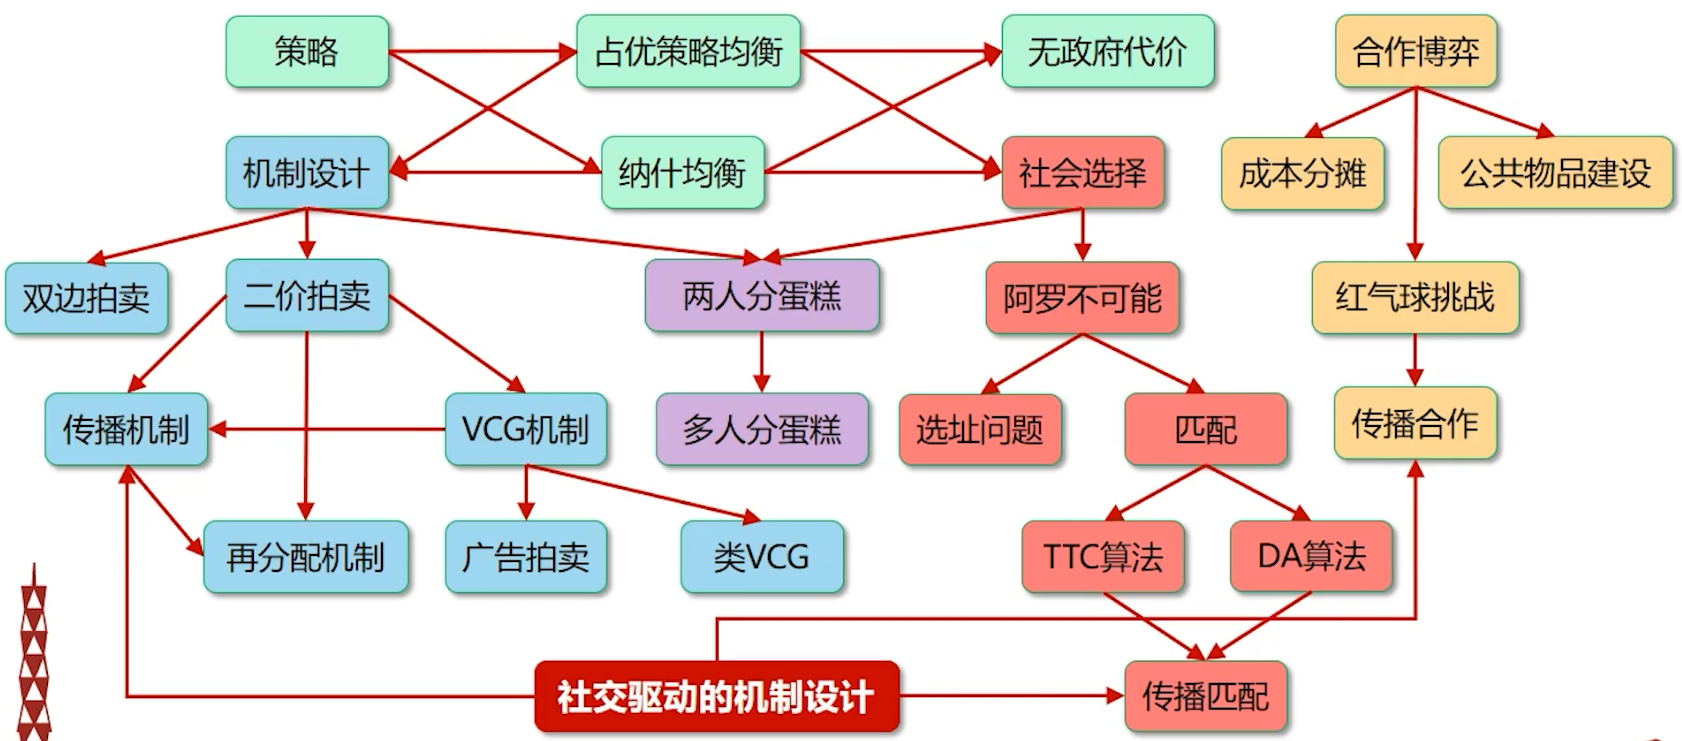 策略
占优策略均衡
无政府代价
合作博弈
机制设计
纳什均衡
社会选择
成本分摊
公共物品建设
双边拍卖
二价拍卖
两人分蛋糕
阿罗不可能
红气球挑战
传播机制
VCG机制
多人分蛋糕
选址问题
匹配
传播合作
再分配机制
广告拍卖
类VCG
TTC算法
DA算法
社交驱动的机制设计
传播匹配